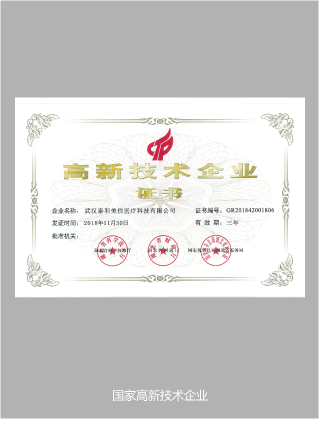 高新技术企业
证书
企业名称：武汉泰利美信医疗科技有限公司 证书编号：GR201842001806
发证时间：2018年11月30日 有效期：三年
批准机关：
国家高新技术企业